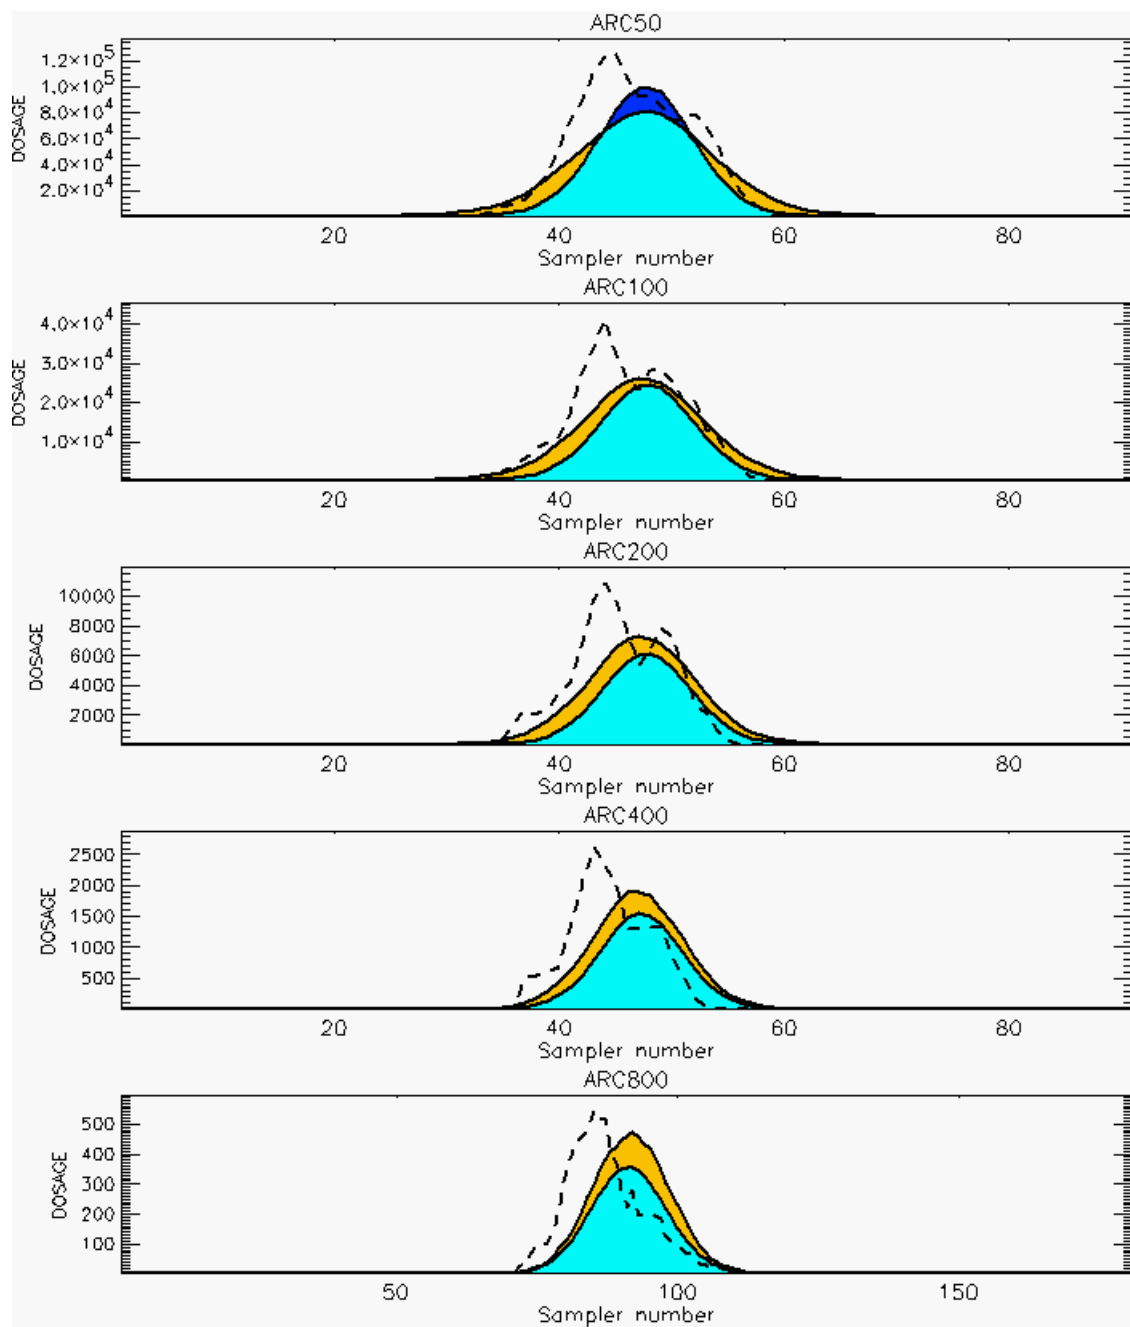 ARC50
DOSAGE
1.2×10^5
1.0×10^5
8.0×10^4
6.0×10^4
4.0×10^4
2.0×10^4
20 40 60 80
Sampler number
ARC100
DOSAGE
4.0×10^4
3.0×10^4
2.0×10^4
1.0×10^4
20 40 60 80
Sampler number
ARC200
DOSAGE
10000
8000
6000
4000
2000
20 40 60 80
Sampler number
ARC400
DOSAGE
2500
2000
1500
1000
500
20 40 60 80
Sampler number
ARC800
DOSAGE
500
400
300
200
100
50 100 150
Sampler number